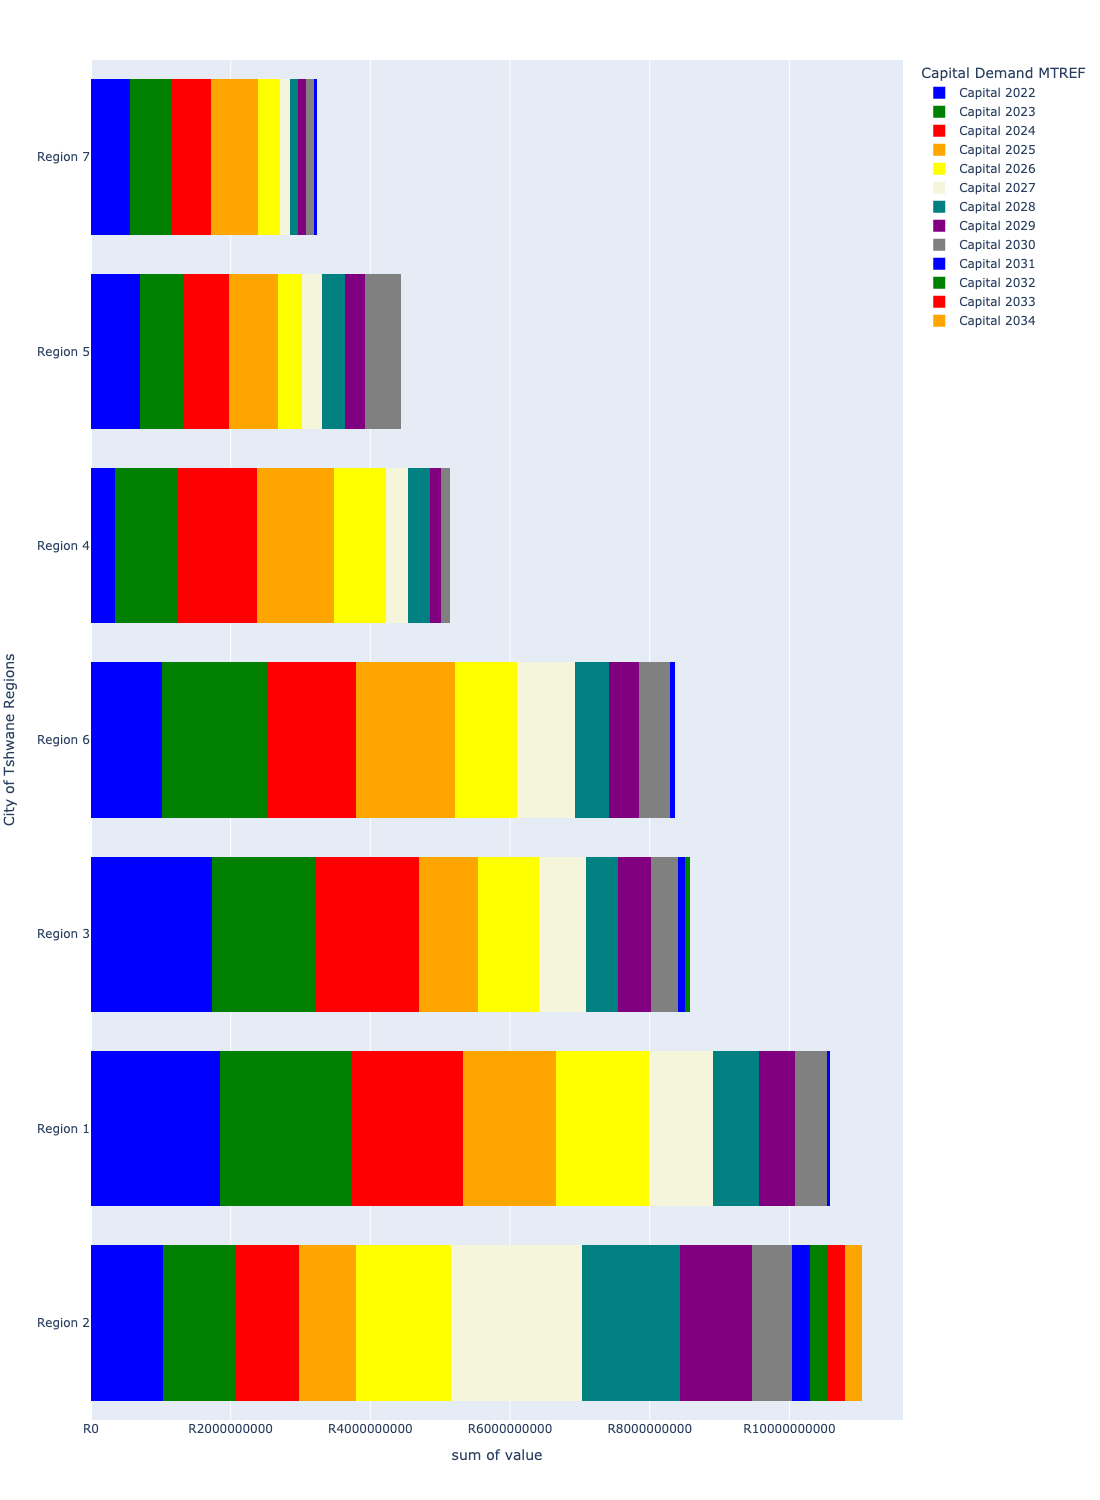 Capital Demand MTREF
Capital 2022
Capital 2023
Capital 2024
Capital 2025
Capital 2026
Capital 2027
Capital 2028
Capital 2029
Capital 2030
Capital 2031
Capital 2032
Capital 2033
Capital 2034
City of Tshwane Regions
Region 7
Region 5
Region 4
Region 6
Region 3
Region 1
Region 2
R0 R2000000000 R4000000000 R6000000000 R8000000000 R10000000000
sum of value